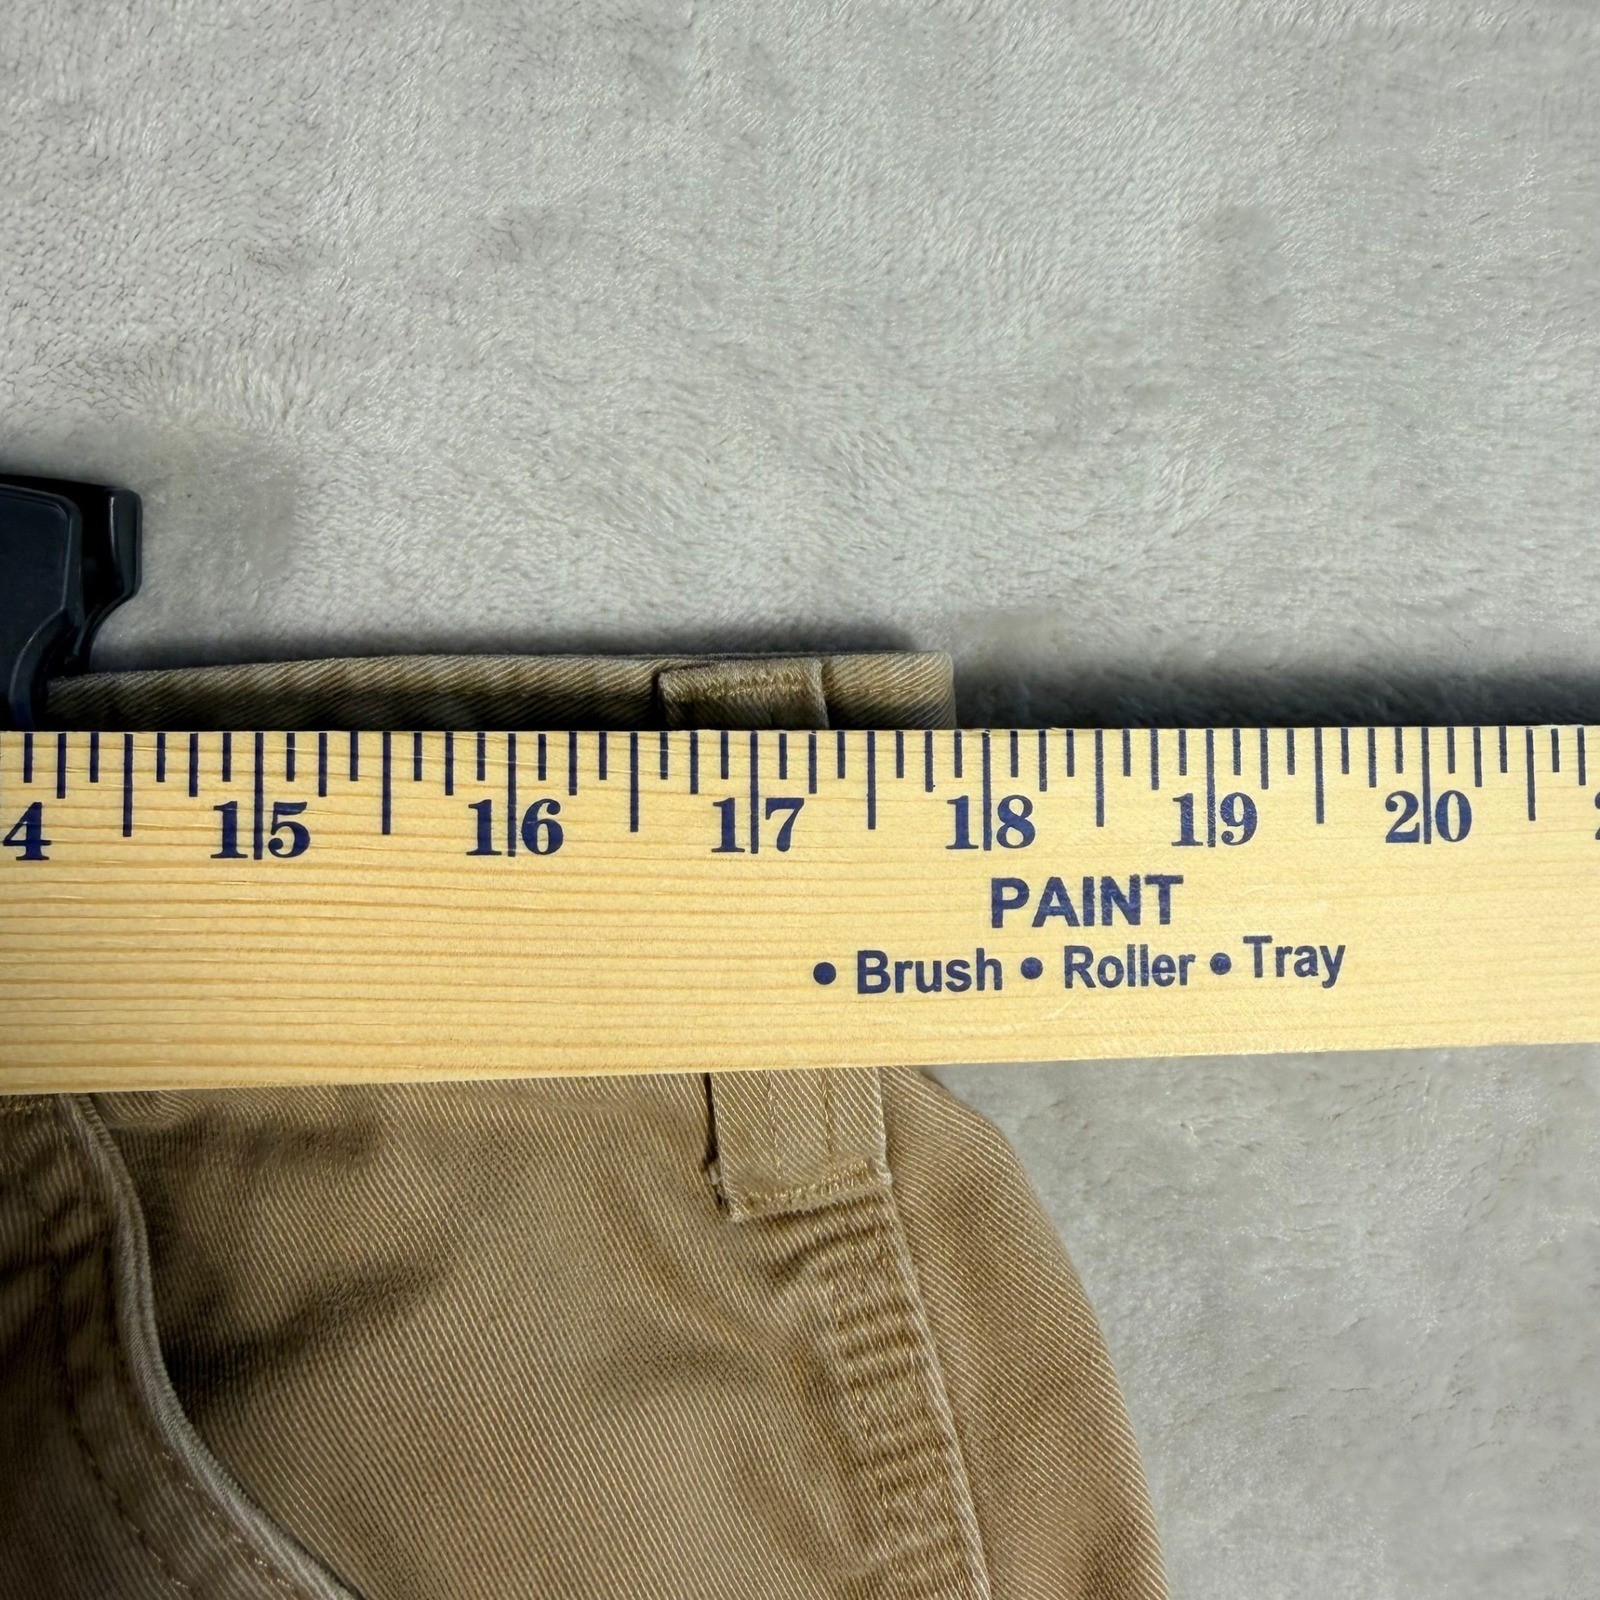 4 15 16 17 18 19 20
PAINT
• Brush • Roller • Tray